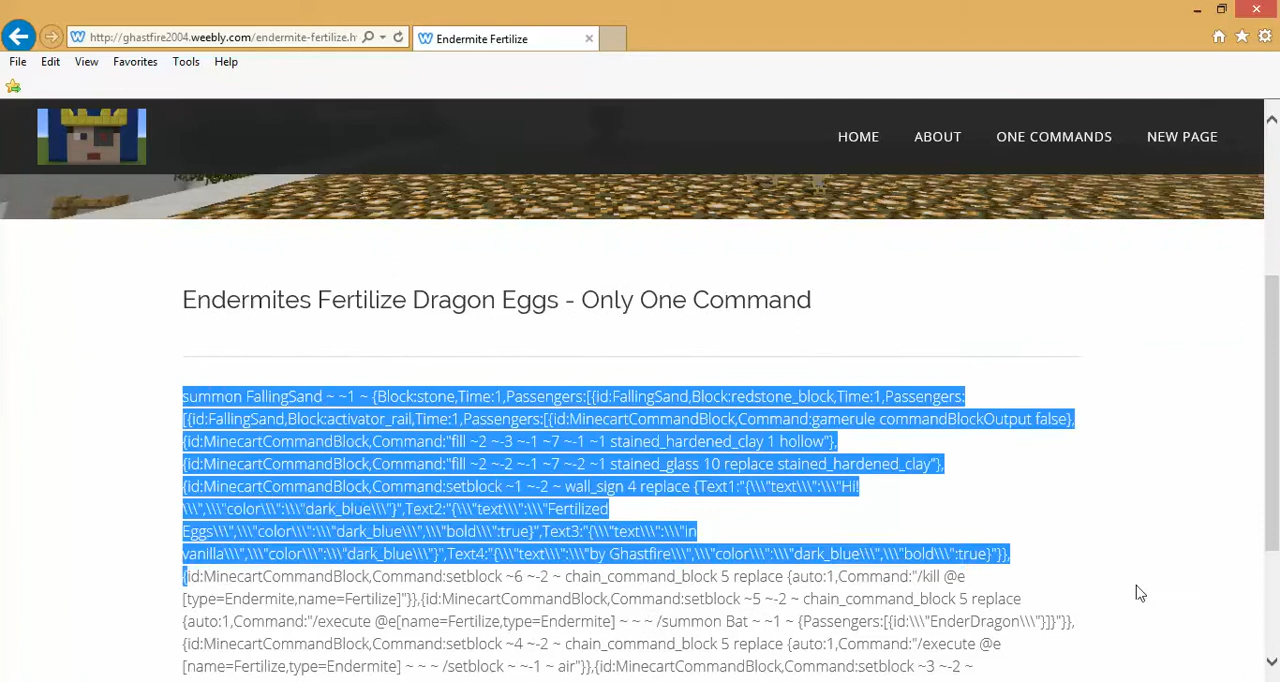 http://ghastfire2004.weebly.com/endermite-fertilize.h
Endermite Fertilize
File Edit View Favorites Tools Help
HOME ABOUT ONE COMMANDS NEW PAGE
Endermites Fertilize Dragon Eggs - Only One Command
summon FallingSand ~ ~1 ~ {Block:stone,Time:1,Passengers:[{id:FallingSand,Block:redstone_block,Time:1,Passengers:
[{id:FallingSand,Block:activator_rail,Time:1,Passengers:[{id:MinecartCommandBlock,Command:gamerule commandBlockOutput false},
{id:MinecartCommandBlock,Command:"fill ~2 ~-3 ~-1 ~7 ~-1 ~1 stained_hardened_clay 1 hollow"},
{id:MinecartCommandBlock,Command:"fill ~2 ~-2 ~-1 ~7 ~-2 ~1 stained_glass 10 replace stained_hardened_clay"},
{id:MinecartCommandBlock,Command:setblock ~1 ~-2 ~ wall_sign 4 replace {Text1:"{\\\"text\\\":\\\"Hi!
\\\",\\\"color\\\":\\\"dark_blue\\\"}",Text2:"{\\\"text\\\":\\\"Fertilized
Eggs\\\",\\\"color\\\":\\\"dark_blue\\\",\\\"bold\\\":true}",Text3:"{\\\"text\\\":\\\"in
vanilla\\\",\\\"color\\\":\\\"dark_blue\\\"}",Text4:"{\\\"text\\\":\\\"by Ghastfire\\\",\\\"color\\\":\\\"dark_blue\\\",\\\"bold\\\":true}"}},
{id:MinecartCommandBlock,Command:setblock ~6 ~-2 ~ chain_command_block 5 replace {auto:1,Command:"/kill @e
[type=Endermite,name=Fertilize]"}},{id:MinecartCommandBlock,Command:setblock ~5 ~-2 ~ chain_command_block 5 replace
{auto:1,Command:"/execute @e[name=Fertilize,type=Endermite] ~ ~ ~ /summon Bat ~ ~1 ~ {Passengers:[{id:\\\"EnderDragon\\\"}]}"}},
{id:MinecartCommandBlock,Command:setblock ~4 ~-2 ~ chain_command_block 5 replace {auto:1,Command:"/execute @e
[name=Fertilize,type=Endermite] ~ ~ ~ /setblock ~ ~-1 ~ air"}},{id:MinecartCommandBlock,Command:setblock ~3 ~-2 ~